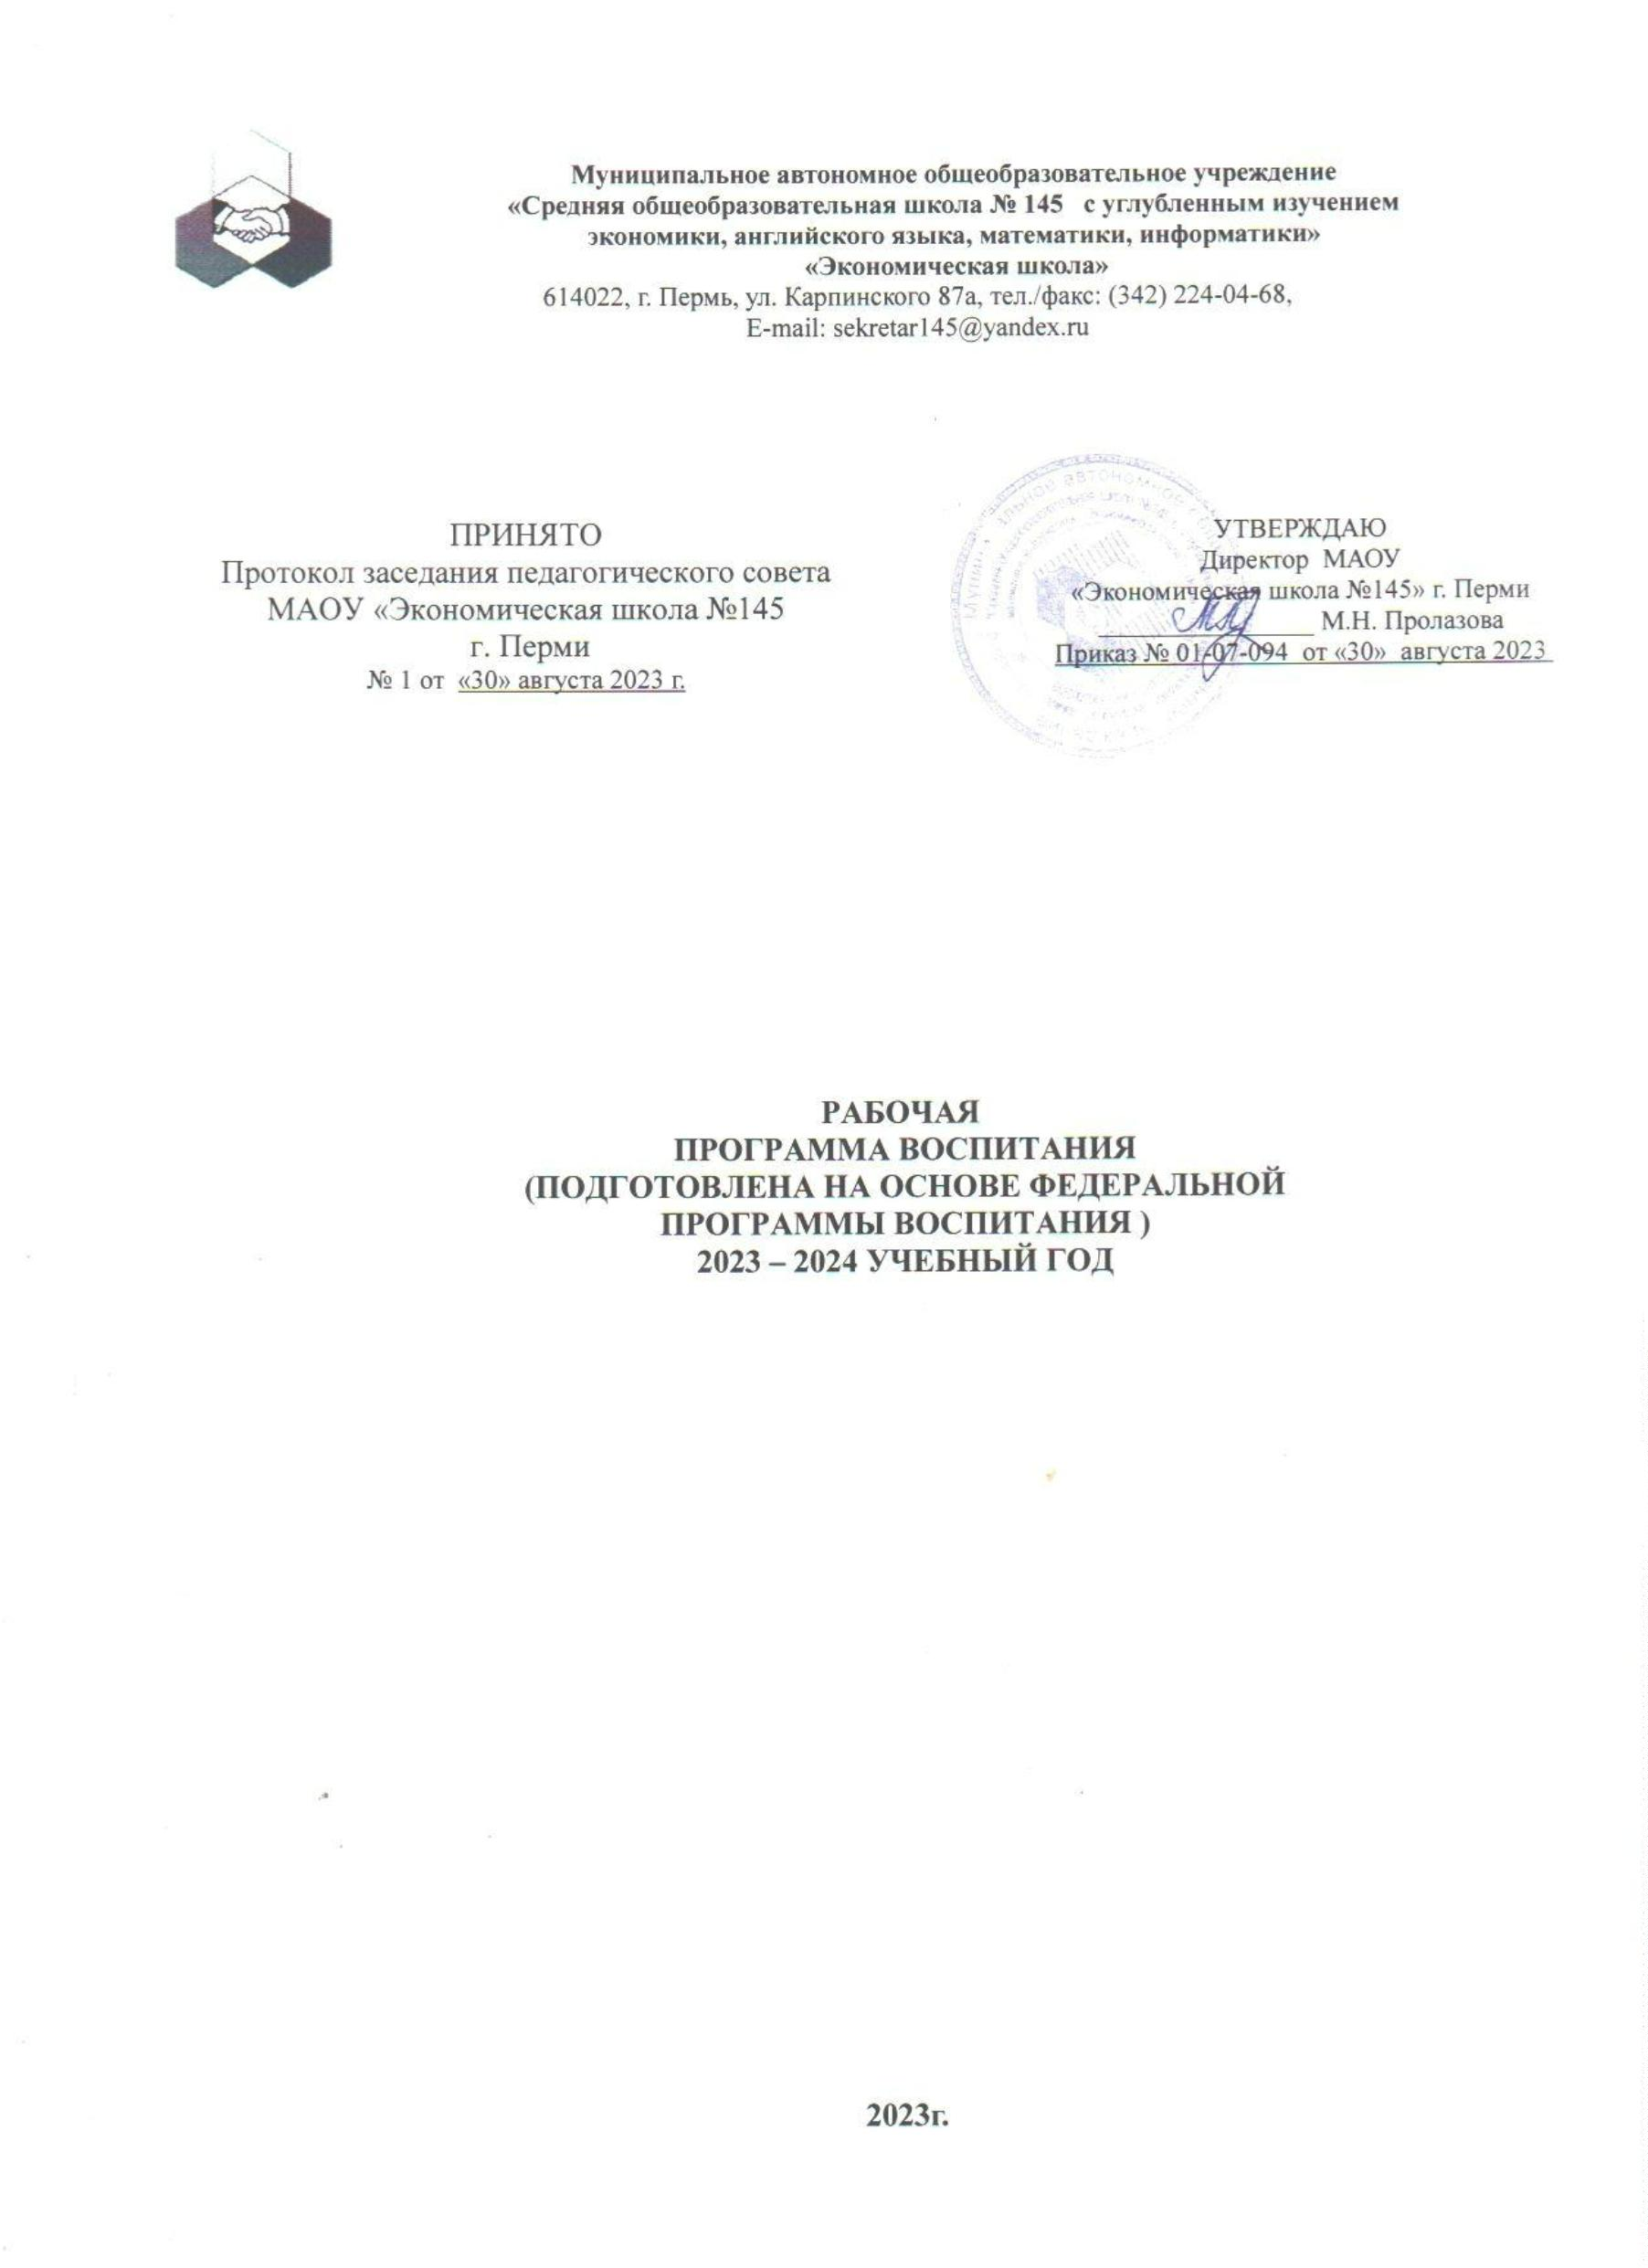 Муниципальное автономное общеобразовательное учреждение
«Средняя общеобразовательная школа № 145 с углубленным изучением
экономики, английского языка, математики, информатики»
«Экономическая школа»
614022, г. Пермь, ул. Карпинского 87а, тел./факс: (342) 224-04-68,
E-mail: sekretar145@yandex.ru
ПРИНЯТО
Протокол заседания педагогического совета
МАОУ «Экономическая школа №145
г. Перми
№ 1 от «30» августа 2023 г.
УТВЕРЖДАЮ
Директор МАОУ
«Экономическая школа №145» г. Перми
М.Н. Пролазова
Приказ № 01-07-094 от «30» августа 2023
РАБОЧАЯ
ПРОГРАММА ВОСПИТАНИЯ
(ПОДГОТОВЛЕНА НА ОСНОВЕ ФЕДЕРАЛЬНОЙ
ПРОГРАММЫ ВОСПИТАНИЯ )
2023 – 2024 УЧЕБНЫЙ ГОД
2023г.